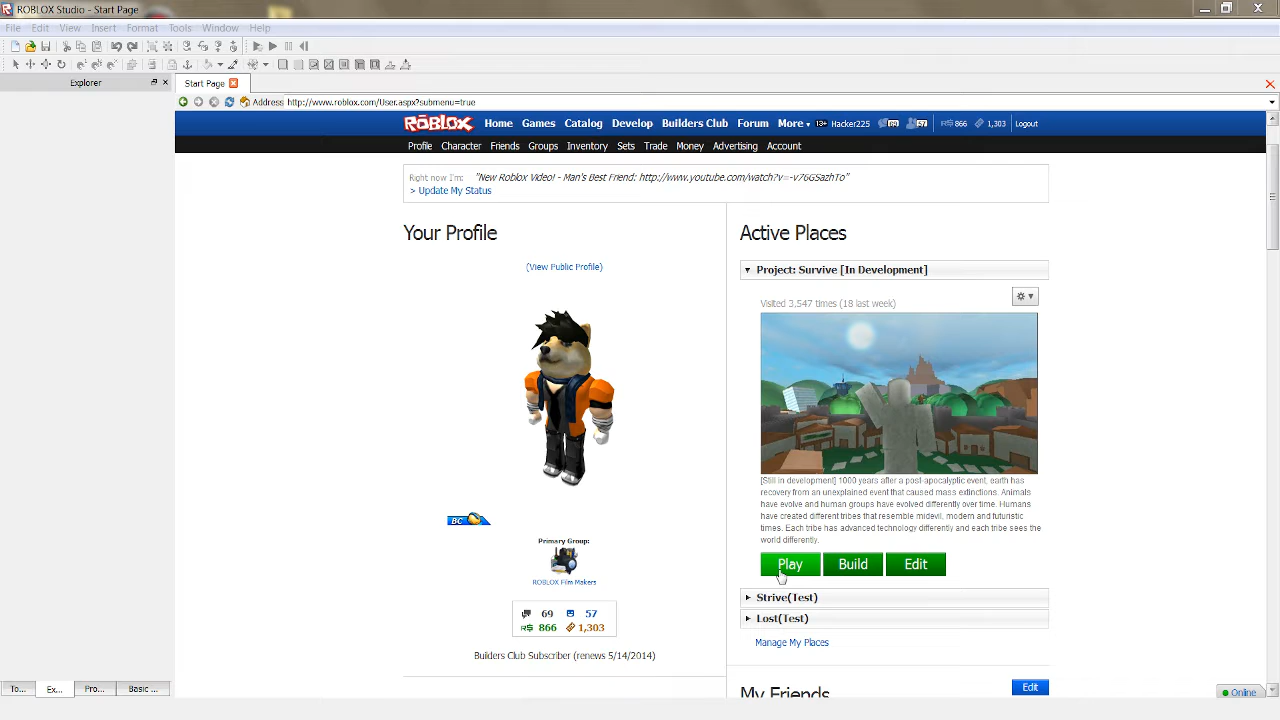 ROBLOX Studio - Start Page
File Edit View Insert Format Tools Window Help
Explorer
Start Page
Address http://www.roblox.com/User.aspx?submenu=true
ROBLOX Home Games Catalog Develop Builders Club Forum More 13+ Hacker225 57 R$ 866 1,303 Logout
Profile Character Friends Groups Inventory Sets Trade Money Advertising Account
Right now I'm: "New Roblox Video! - Man's Best Friend: http://www.youtube.com/watch?v=-v76GSazhTo"
> Update My Status
Your Profile
Active Places
(View Public Profile)
Project: Survive [In Development]
Visited 3,547 times (18 last week)
[Still in development] 1000 years after a post-apocalyptic event, earth has
recovery from an unexplained event that caused mass extinctions. Animals
have evolve and human groups have evolved differently over time. Humans
have created different tribes that resemble midevil, modern and futuristic
times. Each tribe has advanced technology differently and each tribe sees the
world differently.
BC
Primary Group:
ROBLOX Film Makers
Play Build Edit
Strive(Test)
Lost(Test)
Manage My Places
69 57
R$ 866 1,303
Builders Club Subscriber (renews 5/14/2014)
My Friends
Edit
To... Ex... Pro... Basic ...
Online